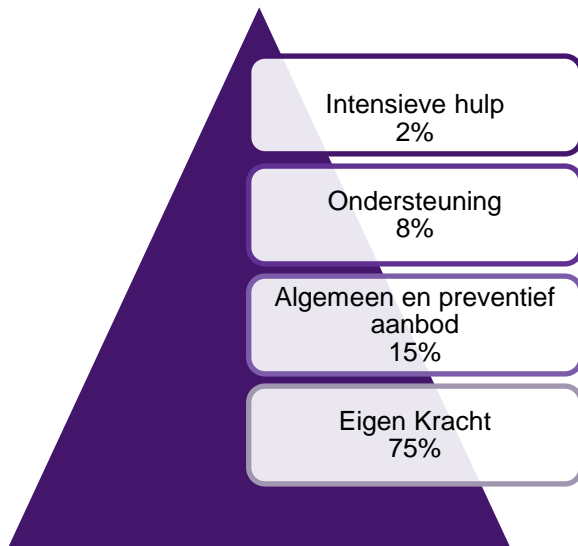 Intensieve hulp
2%
Ondersteuning
8%
Algemeen en preventief
aanbod
15%
Eigen Kracht
75%